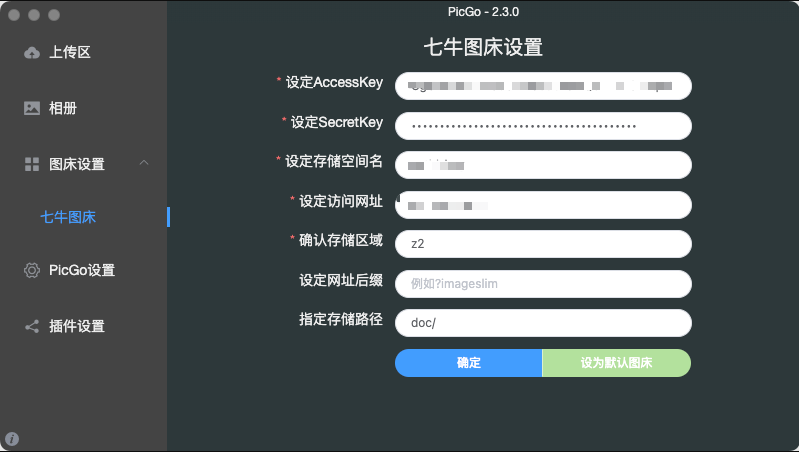 PicGo - 2.3.0
上传区
相册
图床设置
七牛图床
PicGo设置
插件设置
七牛图床设置
* 设定AccessKey
* 设定SecretKey
* 设定存储空间名
* 设定访问网址
* 确认存储区域 z2
设定网址后缀 例如?imageslim
指定存储路径 doc/
确定 设为默认图床